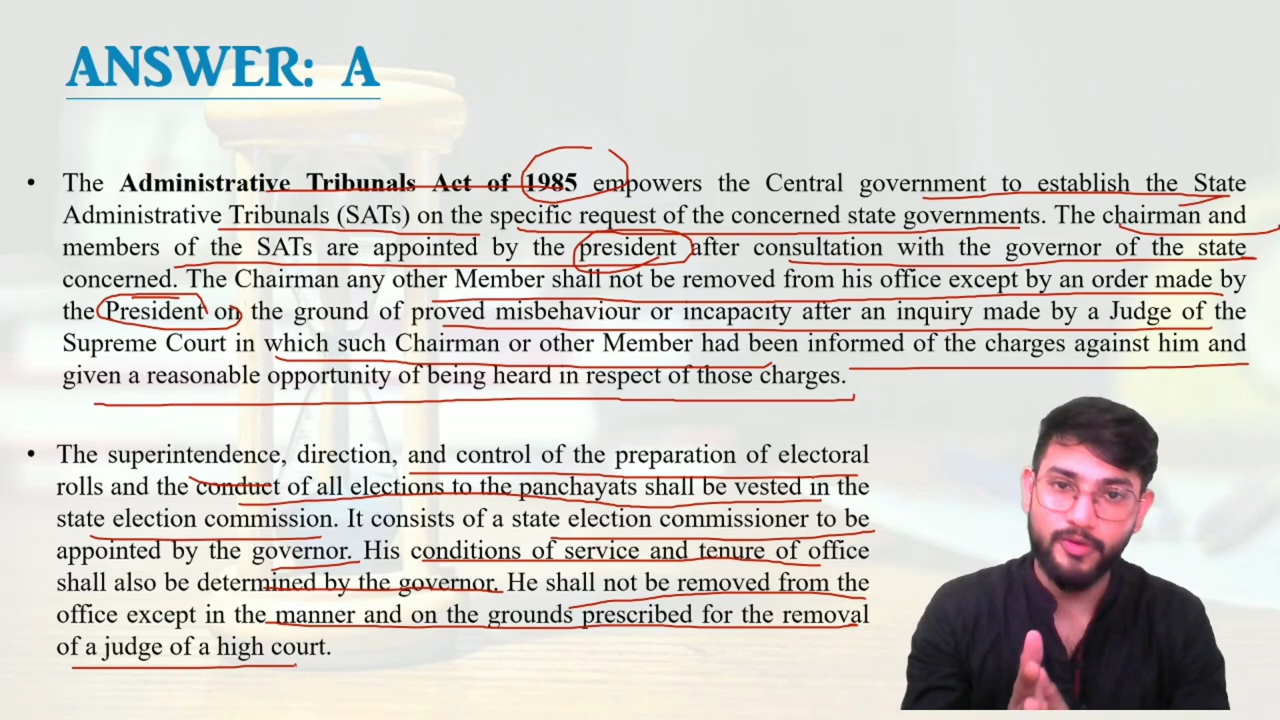 ANSWER: A
• The Administrative Tribunals Act of 1985 empowers the Central government to establish the State
Administrative Tribunals (SATs) on the specific request of the concerned state governments. The chairman and
members of the SATs are appointed by the president after consultation with the governor of the state
concerned. The Chairman any other Member shall not be removed from his office except by an order made by
the President on the ground of proved misbehaviour or incapacity after an inquiry made by a Judge of the
Supreme Court in which such Chairman or other Member had been informed of the charges against him and
given a reasonable opportunity of being heard in respect of those charges.
• The superintendence, direction, and control of the preparation of electoral
rolls and the conduct of all elections to the panchayats shall be vested in the
state election commission. It consists of a state election commissioner to be
appointed by the governor. His conditions of service and tenure of office
shall also be determined by the governor. He shall not be removed from the
office except in the manner and on the grounds prescribed for the removal
of a judge of a high court.